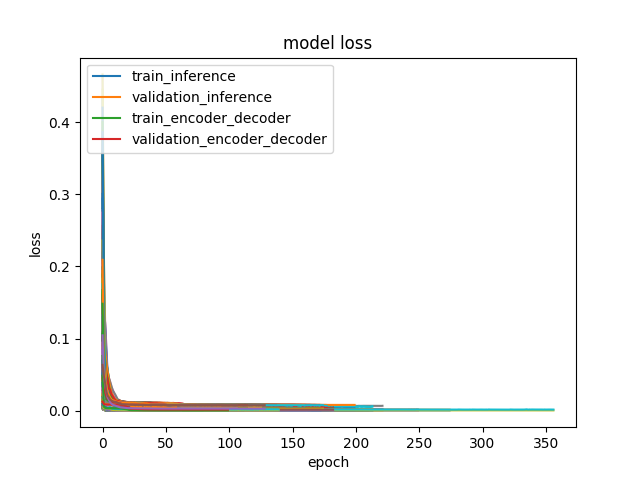 model loss
train_inference
validation_inference
train_encoder_decoder
validation_encoder_decoder
loss
0.4
0.3
0.2
0.1
0.0
0 50 100 150 200 250 300 350
epoch